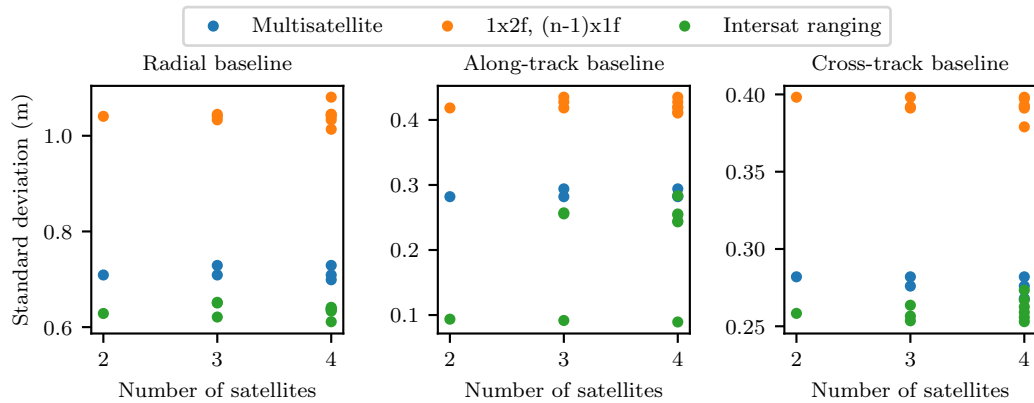 Multisatellite 1x2f, (n-1)x1f Intersat ranging
Radial baseline Along-track baseline Cross-track baseline
Standard deviation (m)
1.0
0.8
0.6
2 3 4
Number of satellites
0.4
0.3
0.2
0.1
2 3 4
Number of satellites
0.40
0.35
0.30
0.25
2 3 4
Number of satellites